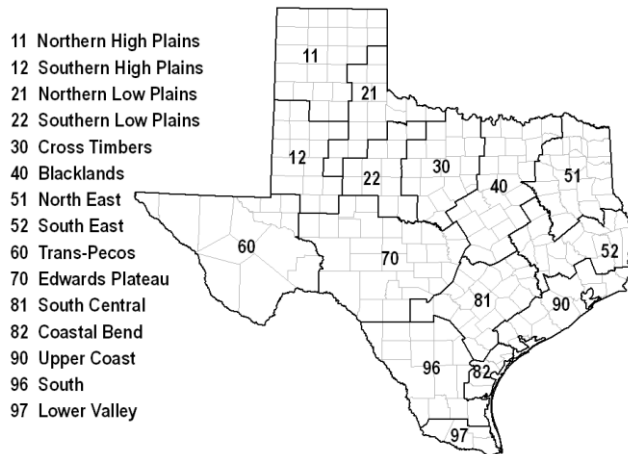 11 Northern High Plains
12 Southern High Plains
21 Northern Low Plains
22 Southern Low Plains
30 Cross Timbers
40 Blacklands
51 North East
52 South East
60 Trans-Pecos
70 Edwards Plateau
81 South Central
82 Coastal Bend
90 Upper Coast
96 South
97 Lower Valley
11
21
12
22
30
40
51
60
70
52
81
90
96
82
97